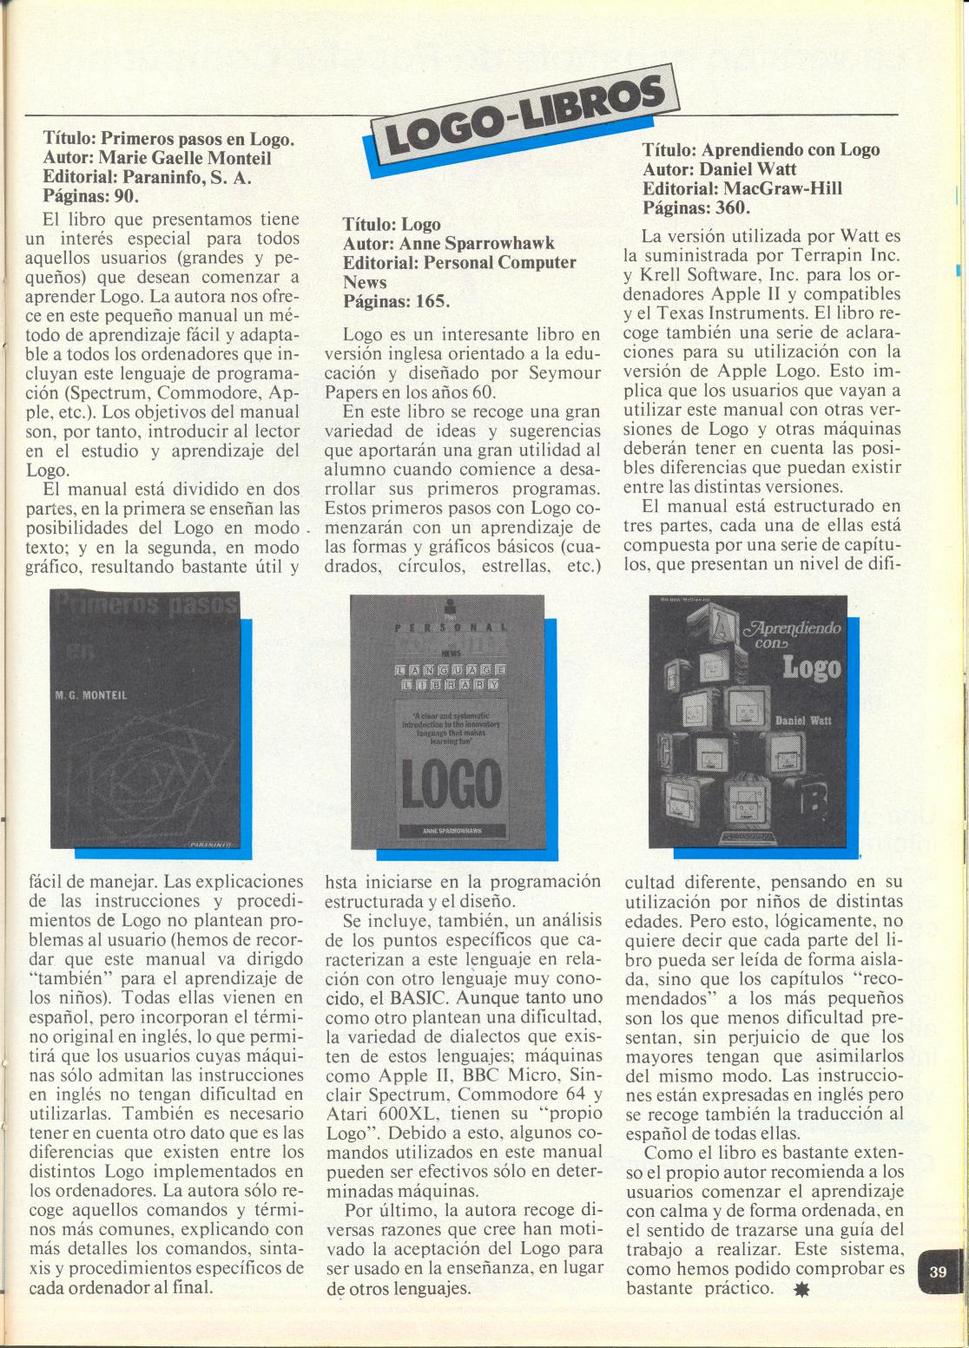 LOGO-LIBROS
Título: Primeros pasos en Logo.
Autor: Marie Gaelle Monteil
Editorial: Paraninfo, S. A.
Páginas: 90.
El libro que presentamos tiene
un interés especial para todos
aquellos usuarios (grandes y pe-
queños) que desean comenzar a
aprender Logo. La autora nos ofre-
ce en este pequeño manual un mé-
todo de aprendizaje fácil y adapta-
ble a todos los ordenadores que in-
cluyan este lenguaje de programa-
ción (Spectrum, Commodore, Ap-
ple, etc.). Los objetivos del manual
son, por tanto, introducir al lector
en el estudio y aprendizaje del
Logo.
El manual está dividido en dos
partes, en la primera se enseñan las
posibilidades del Logo en modo
texto; y en la segunda, en modo
gráfico, resultando bastante útil y
Primeros pasos
en
M. G. MONTEIL
PARANINFO
fácil de manejar. Las explicaciones
de las instrucciones y procedi-
mientos de Logo no plantean pro-
blemas al usuario (hemos de recor-
dar que este manual va dirigdo
“también” para el aprendizaje de
los niños). Todas ellas vienen en
español, pero incorporan el térmi-
no original en inglés, lo que permi-
tirá que los usuarios cuyas máqui-
nas sólo admitan las instrucciones
en inglés no tengan dificultad en
utilizarlas. También es necesario
tener en cuenta otro dato que es las
diferencias que existen entre los
distintos Logo implementados en
los ordenadores. La autora sólo re-
coge aquellos comandos y térmi-
nos más comunes, explicando con
más detalles los comandos, sinta-
xis y procedimientos específicos de
cada ordenador al final.
Título: Logo
Autor: Anne Sparrowhawk
Editorial: Personal Computer
News
Páginas: 165.
Logo es un interesante libro en
versión inglesa orientado a la edu-
cación y diseñado por Seymour
Papers en los años 60.
En este libro se recoge una gran
variedad de ideas y sugerencias
que aportarán una gran utilidad al
alumno cuando comience a desa-
rrollar sus primeros programas.
Estos primeros pasos con Logo co-
menzarán con un aprendizaje de
las formas y gráficos básicos (cua-
drados, círculos, estrellas, etc.)
PERSONAL
NEWS
LANGUAGE
LIBRARY
'A clear and systematic
introduction to the innovatory
language that makes
learning fun'
LOGO
ANNE SPARROWHAWK
hsta iniciarse en la programación
estructurada y el diseño.
Se incluye, también, un análisis
de los puntos específicos que ca-
racterizan a este lenguaje en rela-
ción con otro lenguaje muy cono-
cido, el BASIC. Aunque tanto uno
como otro plantean una dificultad,
la variedad de dialectos que exis-
ten de estos lenguajes; máquinas
como Apple II, BBC Micro, Sin-
clair Spectrum, Commodore 64 y
Atari 600XL, tienen su “propio
Logo”. Debido a esto, algunos co-
mandos utilizados en este manual
pueden ser efectivos sólo en deter-
minadas máquinas.
Por último, la autora recoge di-
versas razones que cree han moti-
vado la aceptación del Logo para
ser usado en la enseñanza, en lugar
de otros lenguajes.
Título: Aprendiendo con Logo
Autor: Daniel Watt
Editorial: MacGraw-Hill
Páginas: 360.
La versión utilizada por Watt es
la suministrada por Terrapin Inc.
y Krell Software, Inc. para los or-
denadores Apple II y compatibles
y el Texas Instruments. El libro re-
coge también una serie de aclara-
ciones para su utilización con la
versión de Apple Logo. Esto im-
plica que los usuarios que vayan a
utilizar este manual con otras ver-
siones de Logo y otras máquinas
deberán tener en cuenta las posi-
bles diferencias que puedan existir
entre las distintas versiones.
El manual está estructurado en
tres partes, cada una de ellas está
compuesta por una serie de capítu-
los, que presentan un nivel de difi-
Aprendiendo
con
Logo
Daniel Watt
cultad diferente, pensando en su
utilización por niños de distintas
edades. Pero esto, lógicamente, no
quiere decir que cada parte del li-
bro pueda ser leída de forma aisla-
da, sino que los capítulos “reco-
mendados” a los más pequeños
son los que menos dificultad pre-
sentan, sin perjuicio de que los
mayores tengan que asimilarlos
del mismo modo. Las instruccio-
nes están expresadas en inglés pero
se recoge también la traducción al
español de todas ellas.
Como el libro es bastante exten-
so el propio autor recomienda a los
usuarios comenzar el aprendizaje
con calma y de forma ordenada, en
el sentido de trazarse una guía del
trabajo a realizar. Este sistema,
como hemos podido comprobar es
bastante práctico.
39